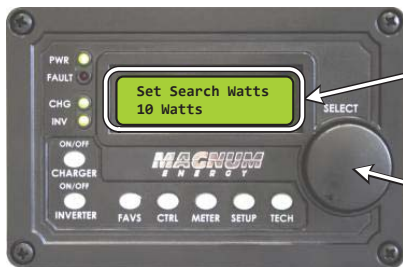 PWR
FAULT
CHG
INV
ON/OFF
CHARGER
ON/OFF
INVERTER
Set Search Watts
10 Watts
SELECT
MAGNUM
ENERGY
FAVS CTRL METER SETUP TECH